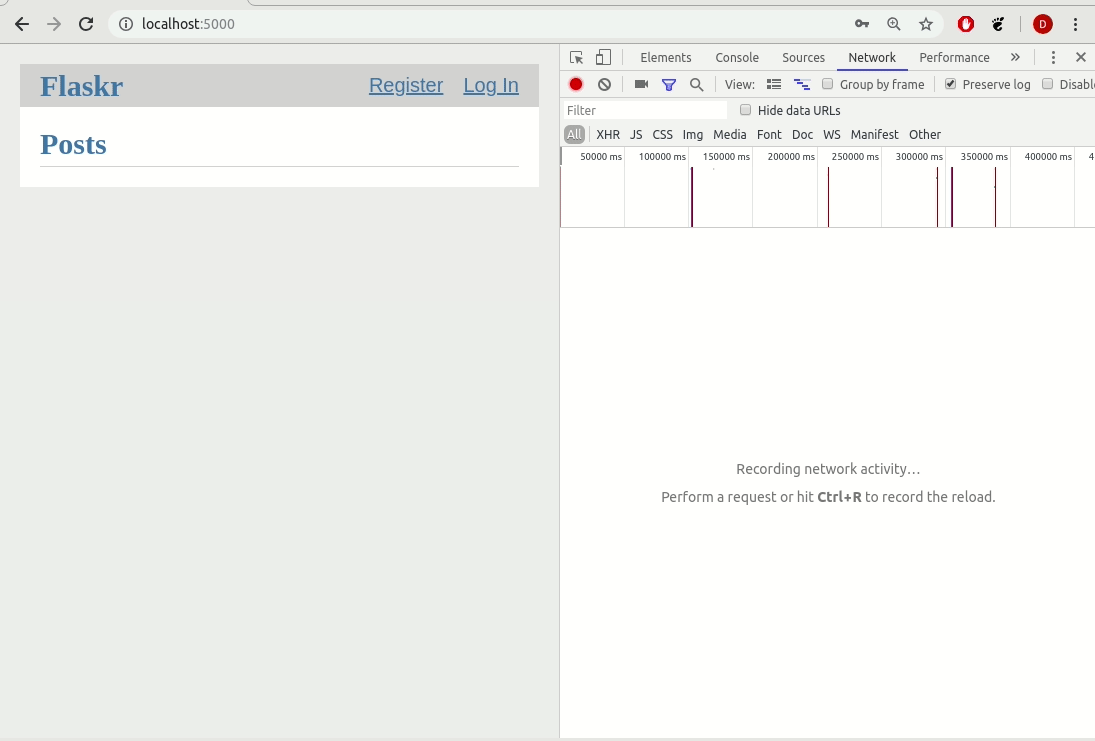 localhost:5000
D
Elements Console Sources Network Performance »
View: Group by frame Preserve log Disabl
Filter Hide data URLs
All XHR JS CSS Img Media Font Doc WS Manifest Other
50000 ms 100000 ms 150000 ms 200000 ms 250000 ms 300000 ms 350000 ms 400000 ms 4
Flaskr Register Log In
Posts
Recording network activity…
Perform a request or hit Ctrl+R to record the reload.